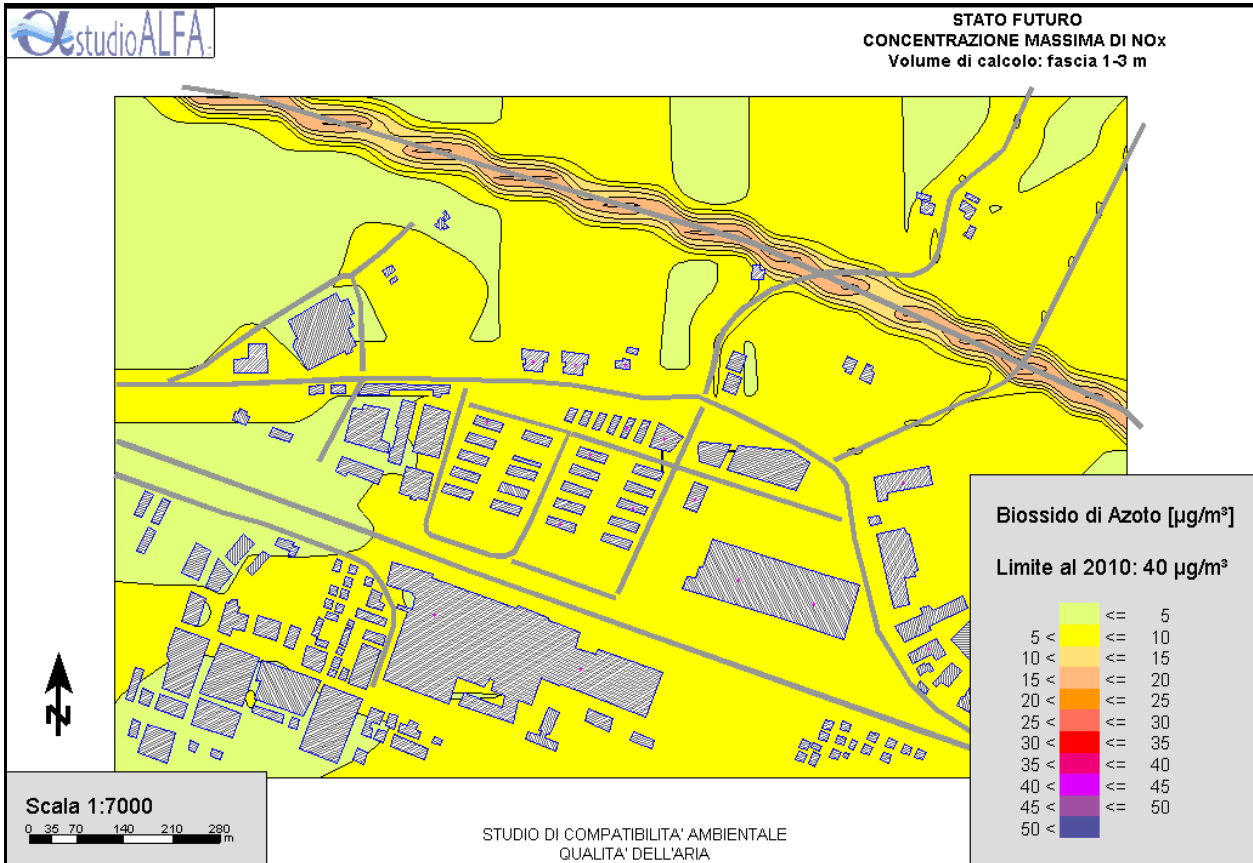 αstudioALFA
STATO FUTURO
CONCENTRAZIONE MASSIMA DI NOx
Volume di calcolo: fascia 1-3 m
Biossido di Azoto [µg/m³]
Limite al 2010: 40 µg/m³
<= 5
5 < <= 10
10 < <= 15
15 < <= 20
20 < <= 25
25 < <= 30
30 < <= 35
35 < <= 40
40 < <= 45
45 < <= 50
50 <
N
Scala 1:7000
0 35 70 140 210 280
m
STUDIO DI COMPATIBILITA' AMBIENTALE
QUALITA' DELL'ARIA